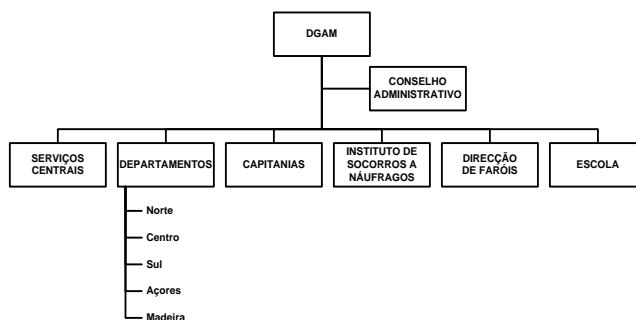 DGAM
CONSELHO
ADMINISTRATIVO
SERVIÇOS
CENTRAIS
DEPARTAMENTOS
CAPITANIAS
INSTITUTO DE
SOCORROS A
NÁUFRAGOS
DIRECÇÃO
DE FARÓIS
ESCOLA
Norte
Centro
Sul
Açores
Madeira